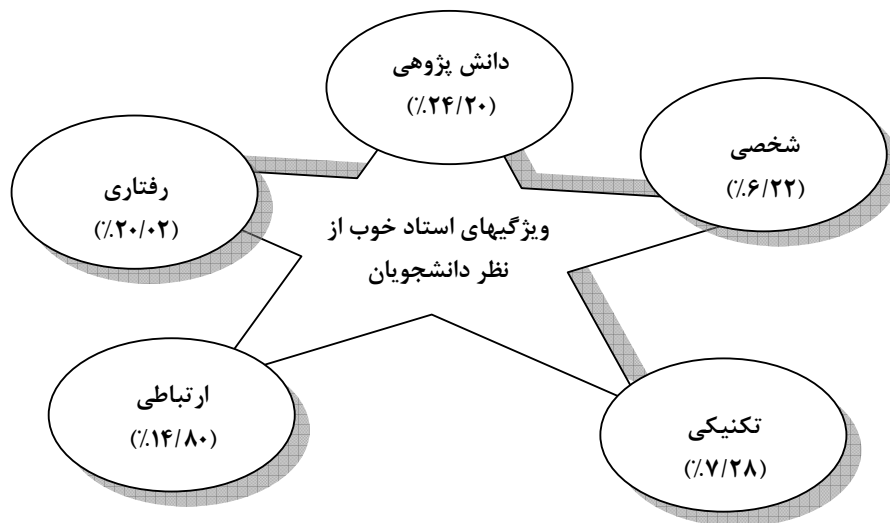 دانش پژوهی
(٪۲۴/۲۰)
شخصی
(٪۶/۲۲)
رفتاری
(٪۲۰/۰۲)
ویژگیهای استاد خوب از
نظر دانشجویان
ارتباطی
(٪۱۴/۸۰)
تکنیکی
(٪۷/۲۸)